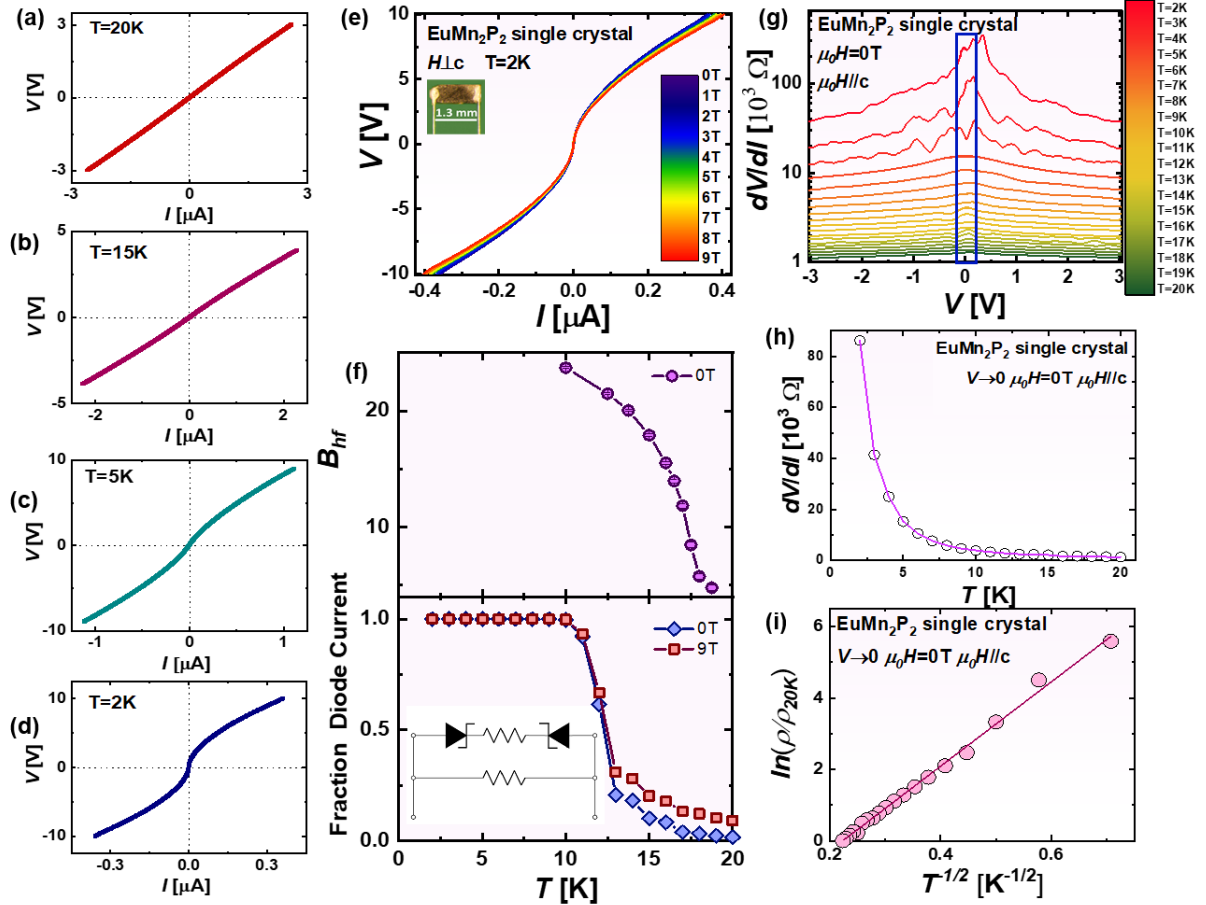 (a)
T=20K
V [V]
3
0
-3
-3
0
3
I [μA]
(b)
T=15K
V [V]
5
0
-5
-2
0
2
I [μA]
(c)
T=5K
V [V]
10
0
-10
-1
0
1
I [μA]
(d)
T=2K
V [V]
10
0
-10
-0.3
0.0
0.3
I [μA]
(e)
EuMn₂P₂ single crystal
H⊥c T=2K
1.3 mm
V [V]
10
5
0
-5
-10
-0.4
-0.2
0.0
0.2
0.4
I [μA]
0T
1T
2T
3T
4T
5T
6T
7T
8T
9T
(f)
0T
B_hf
20
10
0T
9T
Fraction Diode Current
1.0
0.5
0.0
0
5
10
15
20
T [K]
(g)
EuMn₂P₂ single crystal
μ₀H=0T
μ₀H//c
dV/dI [10³ Ω]
100
10
1
-3
-2
-1
0
1
2
3
V [V]
T=2K
T=3K
T=4K
T=5K
T=6K
T=7K
T=8K
T=9K
T=10K
T=11K
T=12K
T=13K
T=14K
T=15K
T=16K
T=17K
T=18K
T=19K
T=20K
(h)
EuMn₂P₂ single crystal
V→0 μ₀H=0T μ₀H//c
dV/dI [10³ Ω]
80
60
40
20
0
0
5
10
15
20
T [K]
(i)
EuMn₂P₂ single crystal
V→0 μ₀H=0T μ₀H//c
ln(ρ/ρ₂₀K)
6
4
2
0
0.2
0.4
0.6
T^-1/2 [K^-1/2]